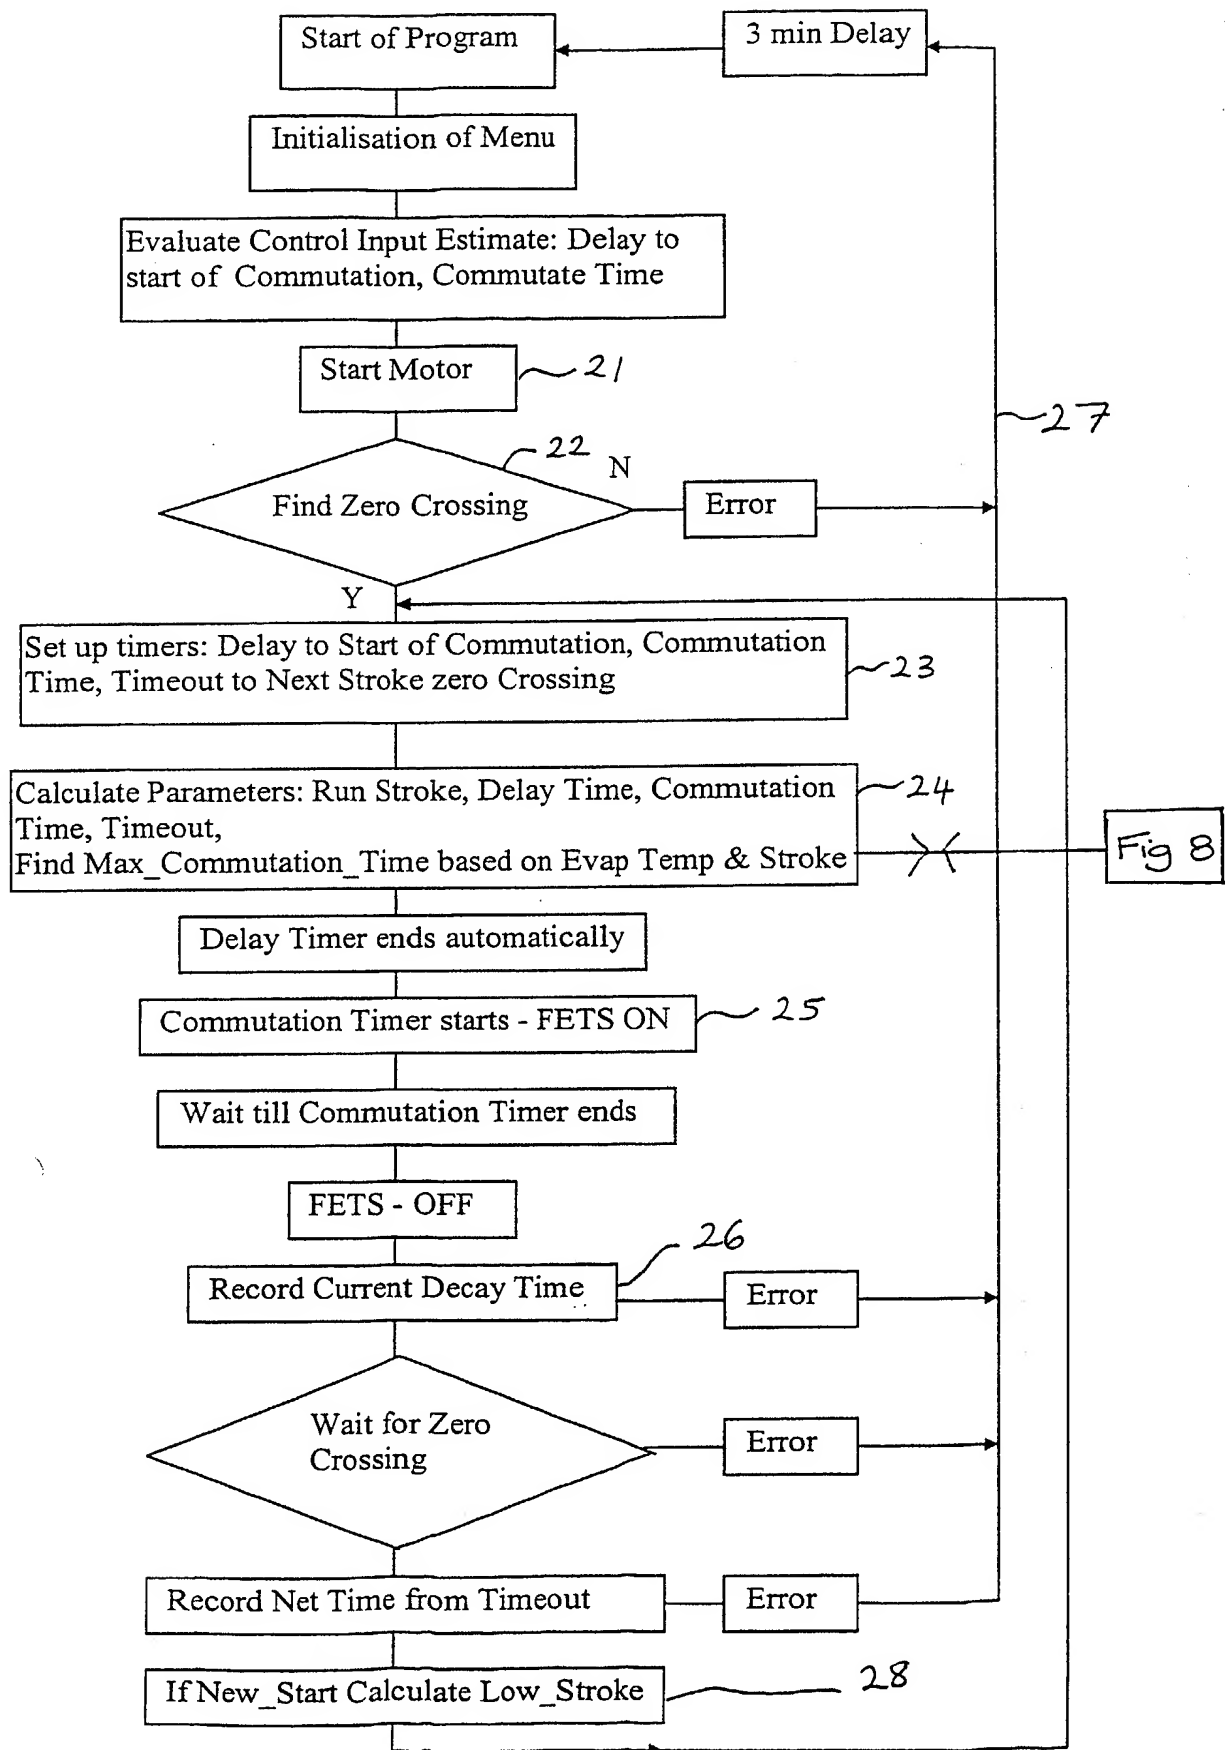 Start of Program
3 min Delay
Initialisation of Menu
Evaluate Control Input Estimate: Delay to
start of Commutation, Commutate Time
Start Motor
21
27
22
N
Find Zero Crossing
Error
Y
Set up timers: Delay to Start of Commutation, Commutation
Time, Timeout to Next Stroke zero Crossing
23
Calculate Parameters: Run Stroke, Delay Time, Commutation
Time, Timeout,
Find Max_Commutation_Time based on Evap Temp & Stroke
24
Fig 8
Delay Timer ends automatically
Commutation Timer starts - FETS ON
25
Wait till Commutation Timer ends
FETS - OFF
26
Record Current Decay Time
Error
Wait for Zero
Crossing
Error
Record Net Time from Timeout
Error
If New_Start Calculate Low_Stroke
28